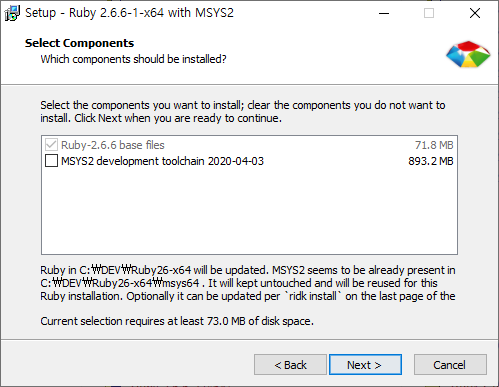 Setup - Ruby 2.6.6-1-x64 with MSYS2
Select Components
Which components should be installed?
Select the components you want to install; clear the components you do not want to
install. Click Next when you are ready to continue.
Ruby-2.6.6 base files 71.8 MB
MSYS2 development toolchain 2020-04-03 893.2 MB
Ruby in C:₩DEV₩Ruby26-x64 will be updated. MSYS2 seems to be already present in
C:₩DEV₩Ruby26-x64₩msys64 . It will kept untouched and will be reused for this
Ruby installation. Optionally it can be updated per `ridk install` on the last page of the
Current selection requires at least 73.0 MB of disk space.
< Back Next > Cancel